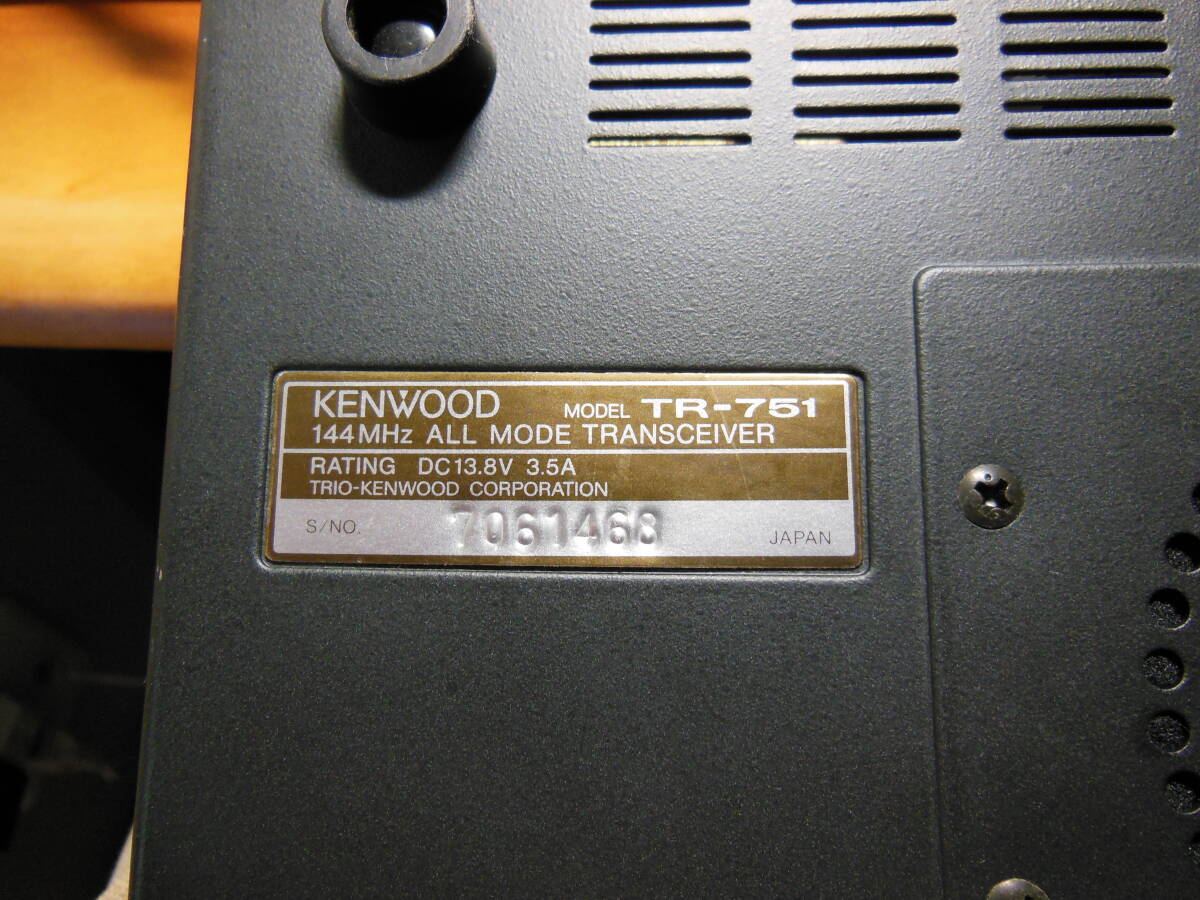 KENWOOD MODEL TR-751
144MHz ALL MODE TRANSCEIVER
RATING DC13.8V 3.5A
TRIO-KENWOOD CORPORATION
S/NO. 7061468 JAPAN